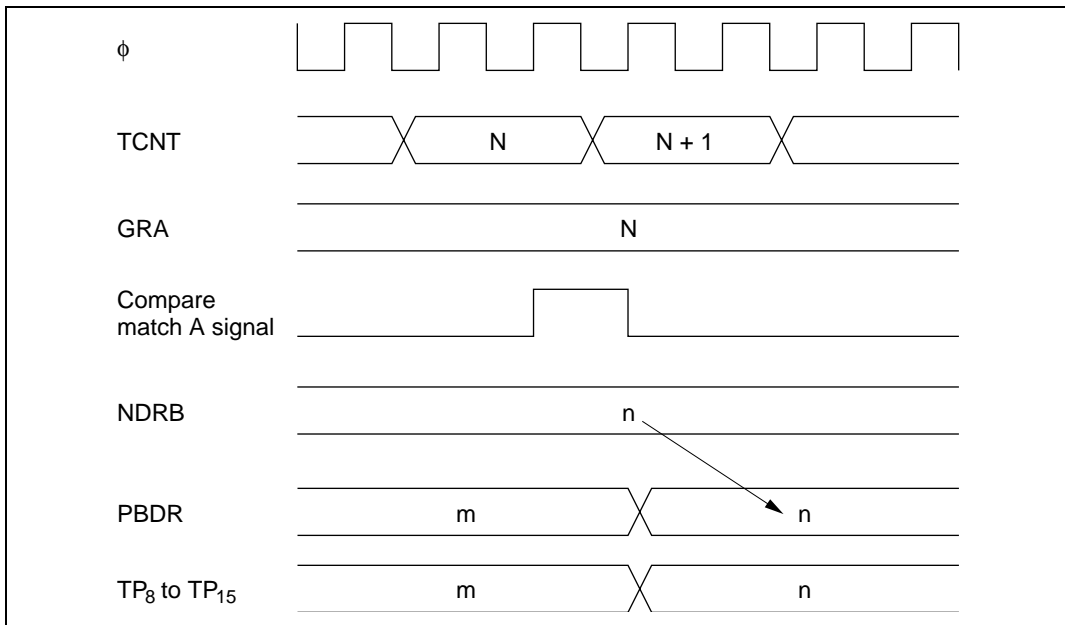 ϕ
TCNT N N + 1
GRA N
Compare
match A signal
NDRB n
PBDR m n
TP8 to TP15 m n